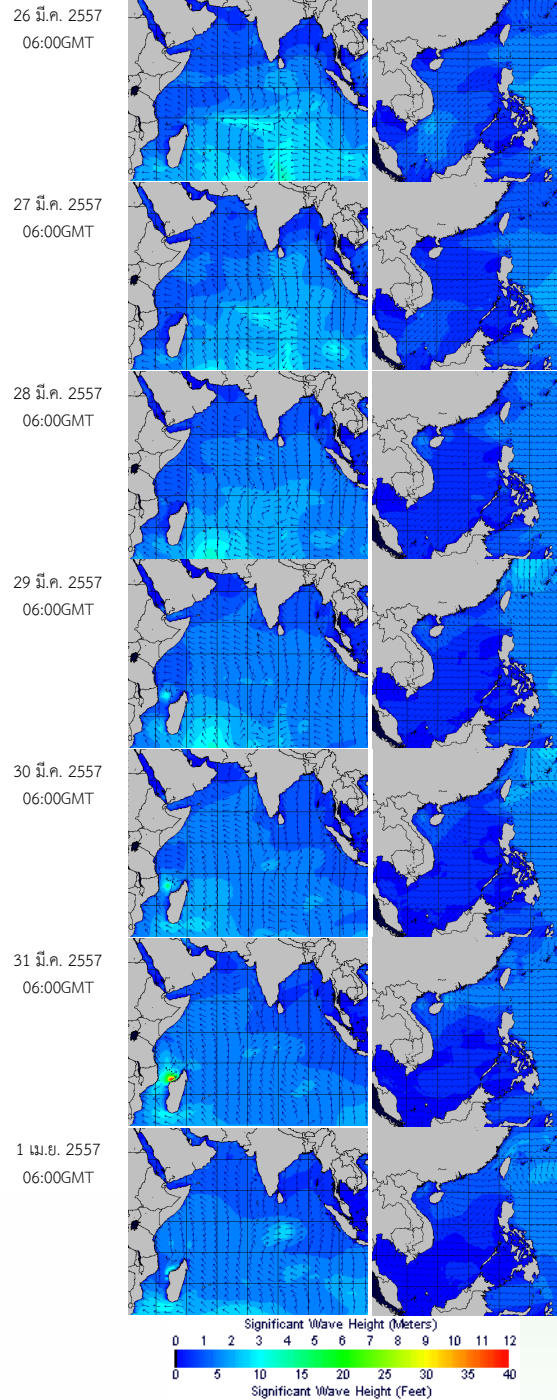 26 มี.ค. 2557
06:00GMT
27 มี.ค. 2557
06:00GMT
28 มี.ค. 2557
06:00GMT
29 มี.ค. 2557
06:00GMT
30 มี.ค. 2557
06:00GMT
31 มี.ค. 2557
06:00GMT
1 เม.ย. 2557
06:00GMT
Significant Wave Height (Meters)
0 1 2 3 4 5 6 7 8 9 10 11 12
0 5 10 15 20 25 30 35 40
Significant Wave Height (Feet)